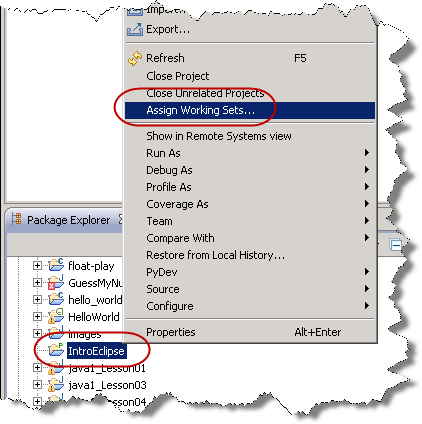 Import...
Export...
Refresh F5
Close Project
Close Unrelated Projects
Assign Working Sets...
Show in Remote Systems view
Run As
Debug As
Profile As
Coverage As
Team
Compare With
Restore from Local History...
PyDev
Source
Configure
Properties Alt+Enter
Package Explorer
float-play
GuessMyNu
hello_world
HelloWorld
images
IntroEclipse
java1_Lesson01
java1_Lesson03
java1_Lesson04